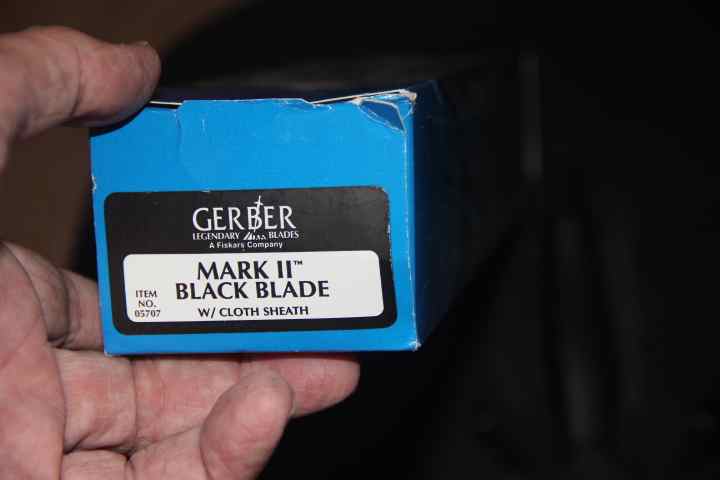 GERBER
LEGENDARY BLADES
A Fiskars Company
MARK II™
BLACK BLADE
W/ CLOTH SHEATH
ITEM
NO.
05707